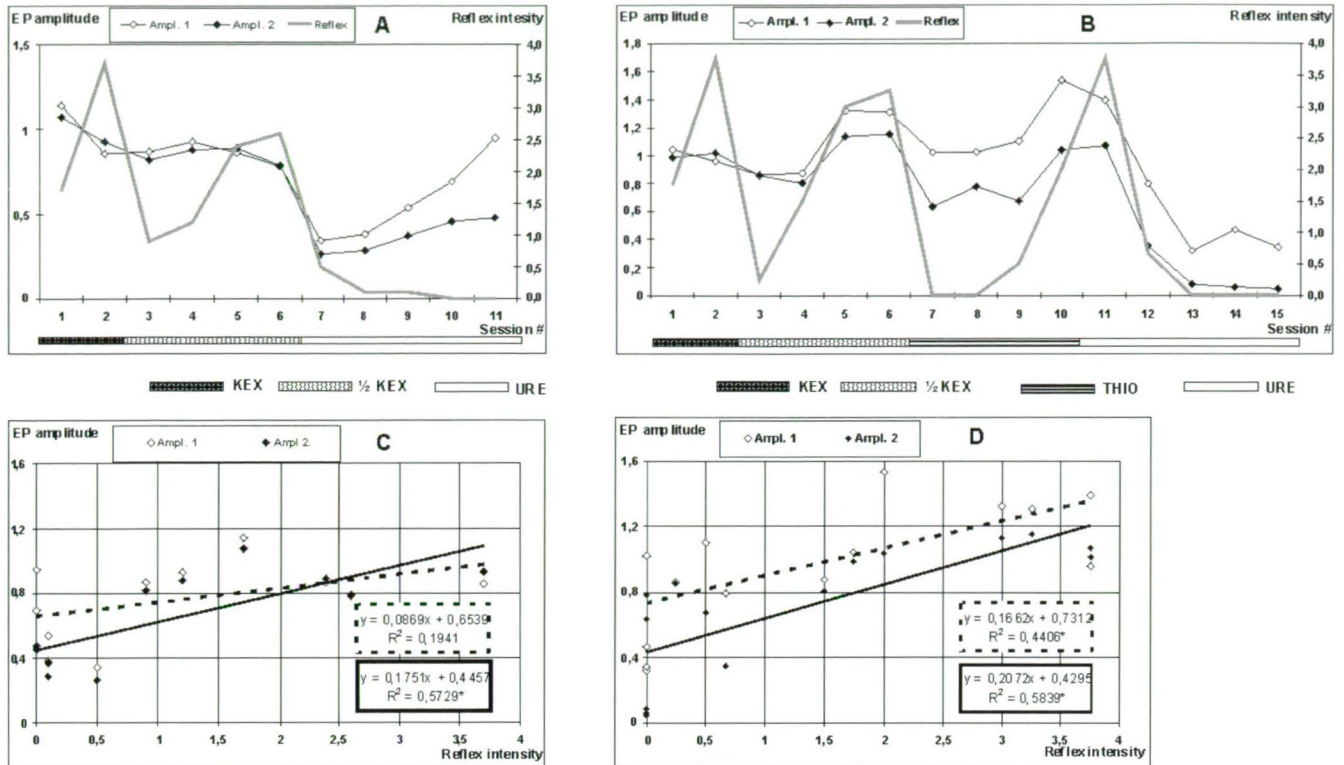 EP amplitude Ampl. 1 Ampl. 2 Reflex A Reflex intesity
1,5
1
0,5
0
4,0
3,5
3,0
2,5
2,0
1,5
1,0
0,5
0,0
1 2 3 4 5 6 7 8 9 10 11
Session #
EP amplitude Ampl. 1 Ampl. 2 Reflex B Reflex intensity
1,8
1,6
1,4
1,2
1
0,8
0,6
0,4
0,2
0
4,0
3,5
3,0
2,5
2,0
1,5
1,0
0,5
0,0
1 2 3 4 5 6 7 8 9 10 11 12 13 14 15
Session #
KEX ½ KEX URE
KEX ½ KEX THIO URE
EP amplitude Ampl. 1 Ampl 2. C
1,6
1,2
0,8
0,4
0
y = 0,0869x + 0,6539
R² = 0,1941
y = 0,1751x + 0,4457
R² = 0,5729*
0 0,5 1 1,5 2 2,5 3 3,5 4
Reflex intensity
EP amplitude Ampl. 1 Ampl. 2 D
1,6
1,2
0,8
0,4
0
y = 0,1662x + 0,7312
R² = 0,4406*
y = 0,2072x + 0,4295
R² = 0,5839*
0 0,5 1 1,5 2 2,5 3 3,5 4
Reflex intensity